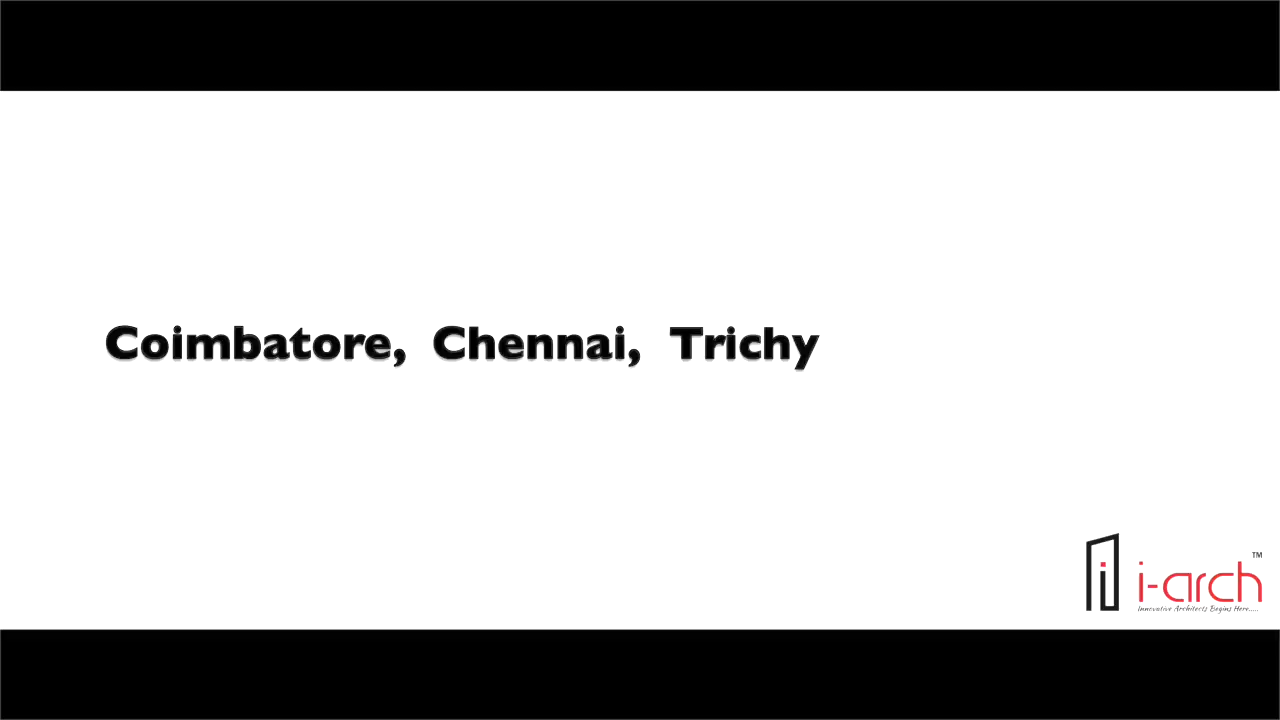 Coimbatore, Chennai, Trichy
i-arch TM
Innovative Architects Begins Here.....